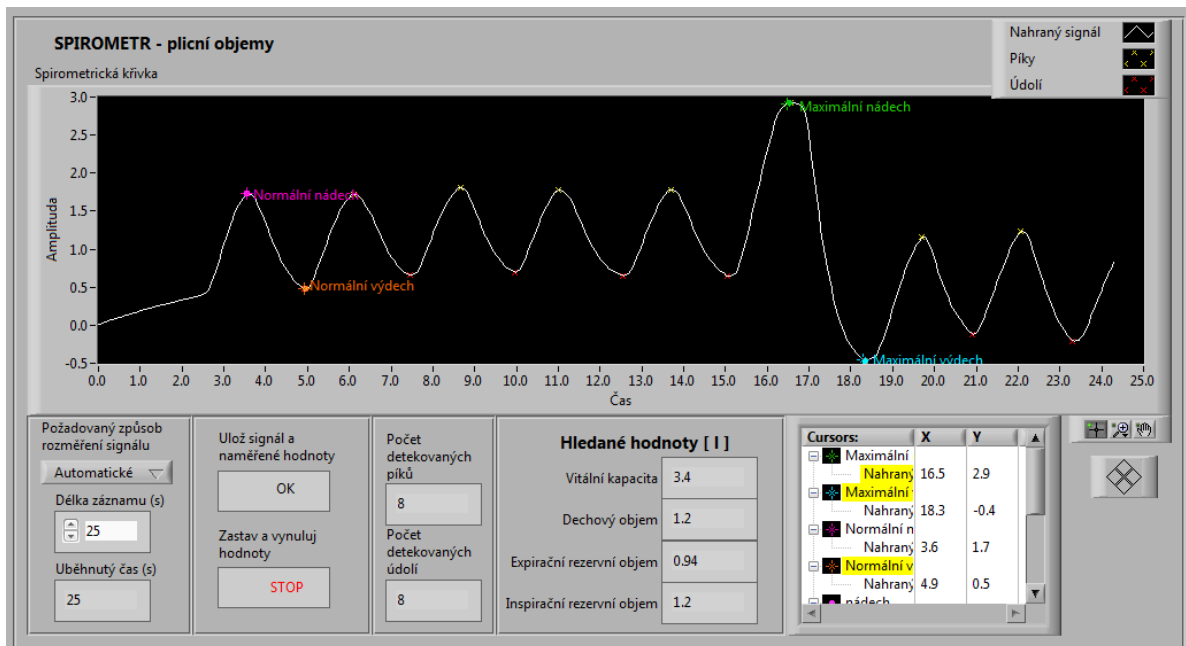 SPIROMETR - plicní objemy
Nahraný signál
Píky
Údolí
Spirometrická křivka
Amplituda
3.0
2.5
2.0
1.5
1.0
0.5
0.0
-0.5
Maximální nádech
Normální nádech
Normální výdech
Maximální výdech
0.0 1.0 2.0 3.0 4.0 5.0 6.0 7.0 8.0 9.0 10.0 11.0 12.0 13.0 14.0 15.0 16.0 17.0 18.0 19.0 20.0 21.0 22.0 23.0 24.0 25.0
Čas
Požadovaný způsob
rozměření signálu
Automatické
Délka záznamu (s)
25
Uběhnutý čas (s)
25
Ulož signál a
naměřené hodnoty
OK
Zastav a vynuluj
hodnoty
STOP
Počet
detekovaných
píků
8
Počet
detekovaných
údolí
8
Hledané hodnoty [ l ]
Vitální kapacita 3.4
Dechový objem 1.2
Expirační rezervní objem 0.94
Inspirační rezervní objem 1.2
Cursors: X Y
Maximální
Nahraný 16.5 2.9
Maximální
Nahraný 18.3 -0.4
Normální n
Nahraný 3.6 1.7
Normální v
Nahraný 4.9 0.5
nádech